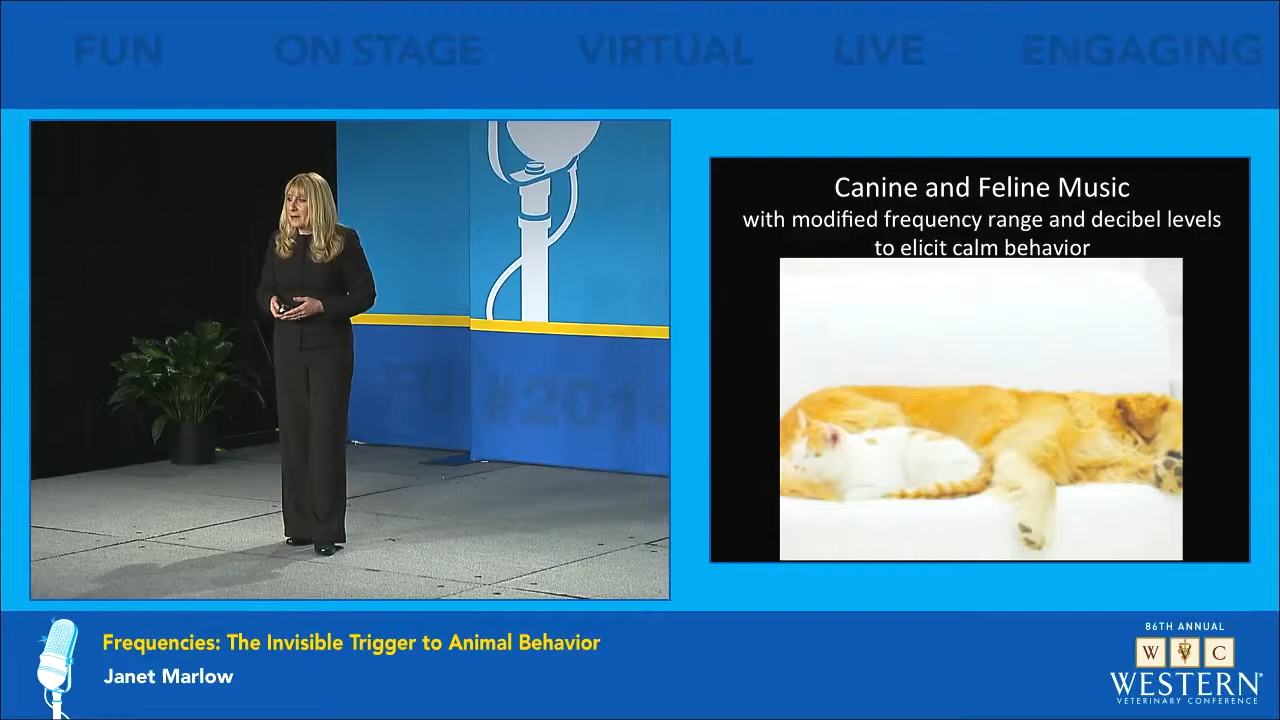 FUN ON STAGE VIRTUAL LIVE ENGAGING
#201
Canine and Feline Music
with modified frequency range and decibel levels
to elicit calm behavior
Frequencies: The Invisible Trigger to Animal Behavior
Janet Marlow
86TH ANNUAL
W C
WESTERN
VETERINARY CONFERENCE